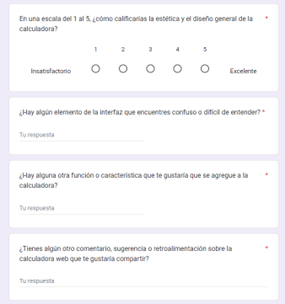 En una escala del 1 al 5, ¿cómo calificarías la estética y el diseño general de la *
calculadora?
1 2 3 4 5
Insatisfactorio Excelente
¿Hay algún elemento de la interfaz que encuentres confuso o difícil de entender? *
Tu respuesta
¿Hay alguna otra función o característica que te gustaría que se agregue a la *
calculadora?
Tu respuesta
¿Tienes algún otro comentario, sugerencia o retroalimentación sobre la *
calculadora web que te gustaría compartir?
Tu respuesta